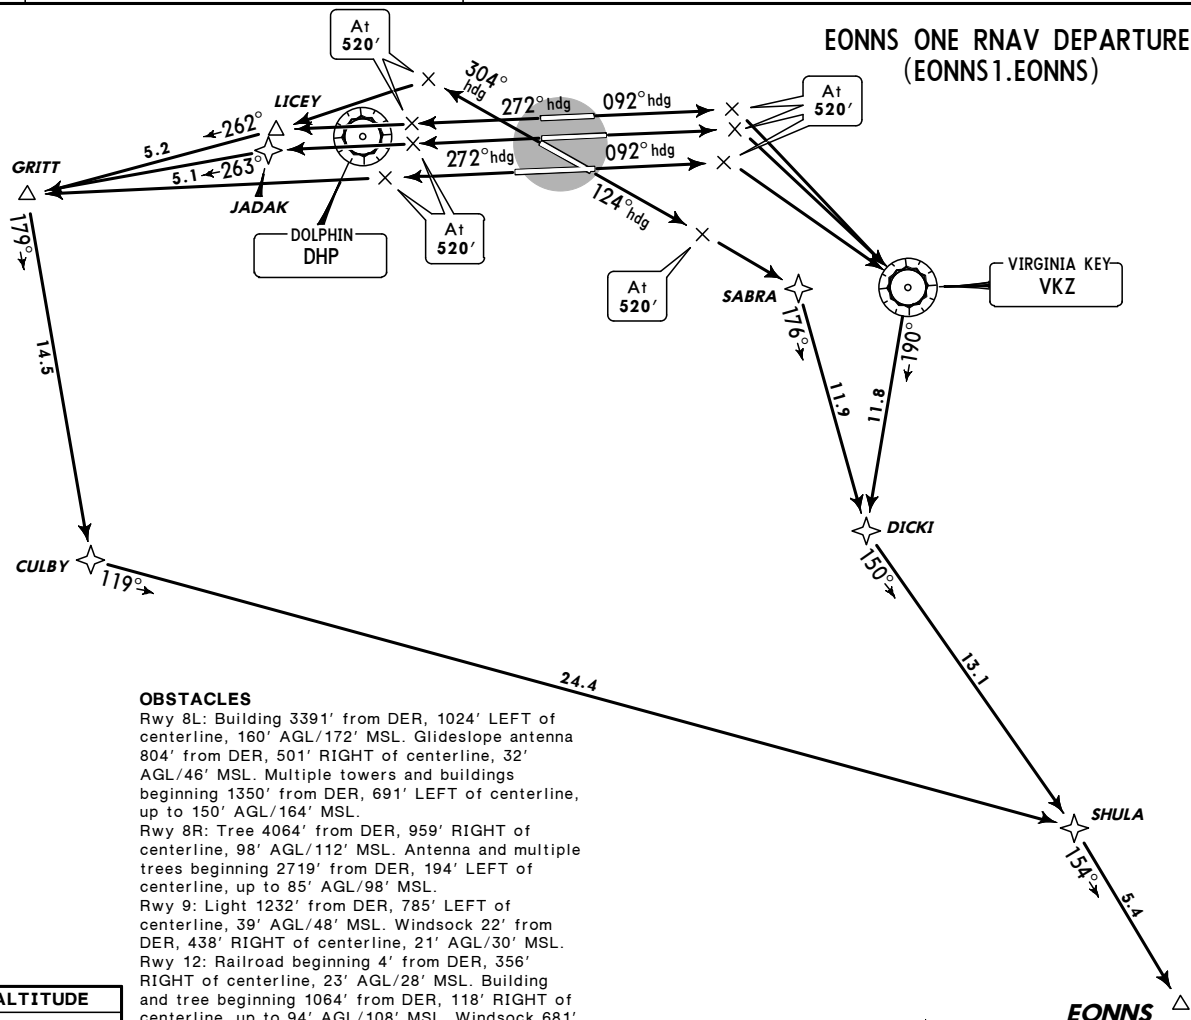 EONNS ONE RNAV DEPARTURE
(EONNS1.EONNS)
At
520′
304°
hdg
LICEY
272° hdg
092° hdg
At
520′
262°
5.2
GRITT
263°
5.1
JADAK
272° hdg
092° hdg
124° hdg
DOLPHIN
DHP
At
520′
179°
At
520′
SABRA
VIRGINIA KEY
VKZ
176°
190°
14.5
11.9
11.8
DICKI
CULBY
119°
150°
24.4
13.1
OBSTACLES
Rwy 8L: Building 3391′ from DER, 1024′ LEFT of
centerline, 160′ AGL/172′ MSL. Glideslope antenna
804′ from DER, 501′ RIGHT of centerline, 32′
AGL/46′ MSL. Multiple towers and buildings
beginning 1350′ from DER, 691′ LEFT of centerline,
up to 150′ AGL/164′ MSL.
Rwy 8R: Tree 4064′ from DER, 959′ RIGHT of
centerline, 98′ AGL/112′ MSL. Antenna and multiple
trees beginning 2719′ from DER, 194′ LEFT of
centerline, up to 85′ AGL/98′ MSL.
Rwy 9: Light 1232′ from DER, 785′ LEFT of
centerline, 39′ AGL/48′ MSL. Windsock 22′ from
DER, 438′ RIGHT of centerline, 21′ AGL/30′ MSL.
Rwy 12: Railroad beginning 4′ from DER, 356′
RIGHT of centerline, 23′ AGL/28′ MSL. Building
and tree beginning 1064′ from DER, 118′ RIGHT of
centerline, up to 94′ AGL/108′ MSL. Windsock 681′
SHULA
154°
5.4
ALTITUDE
EONNS